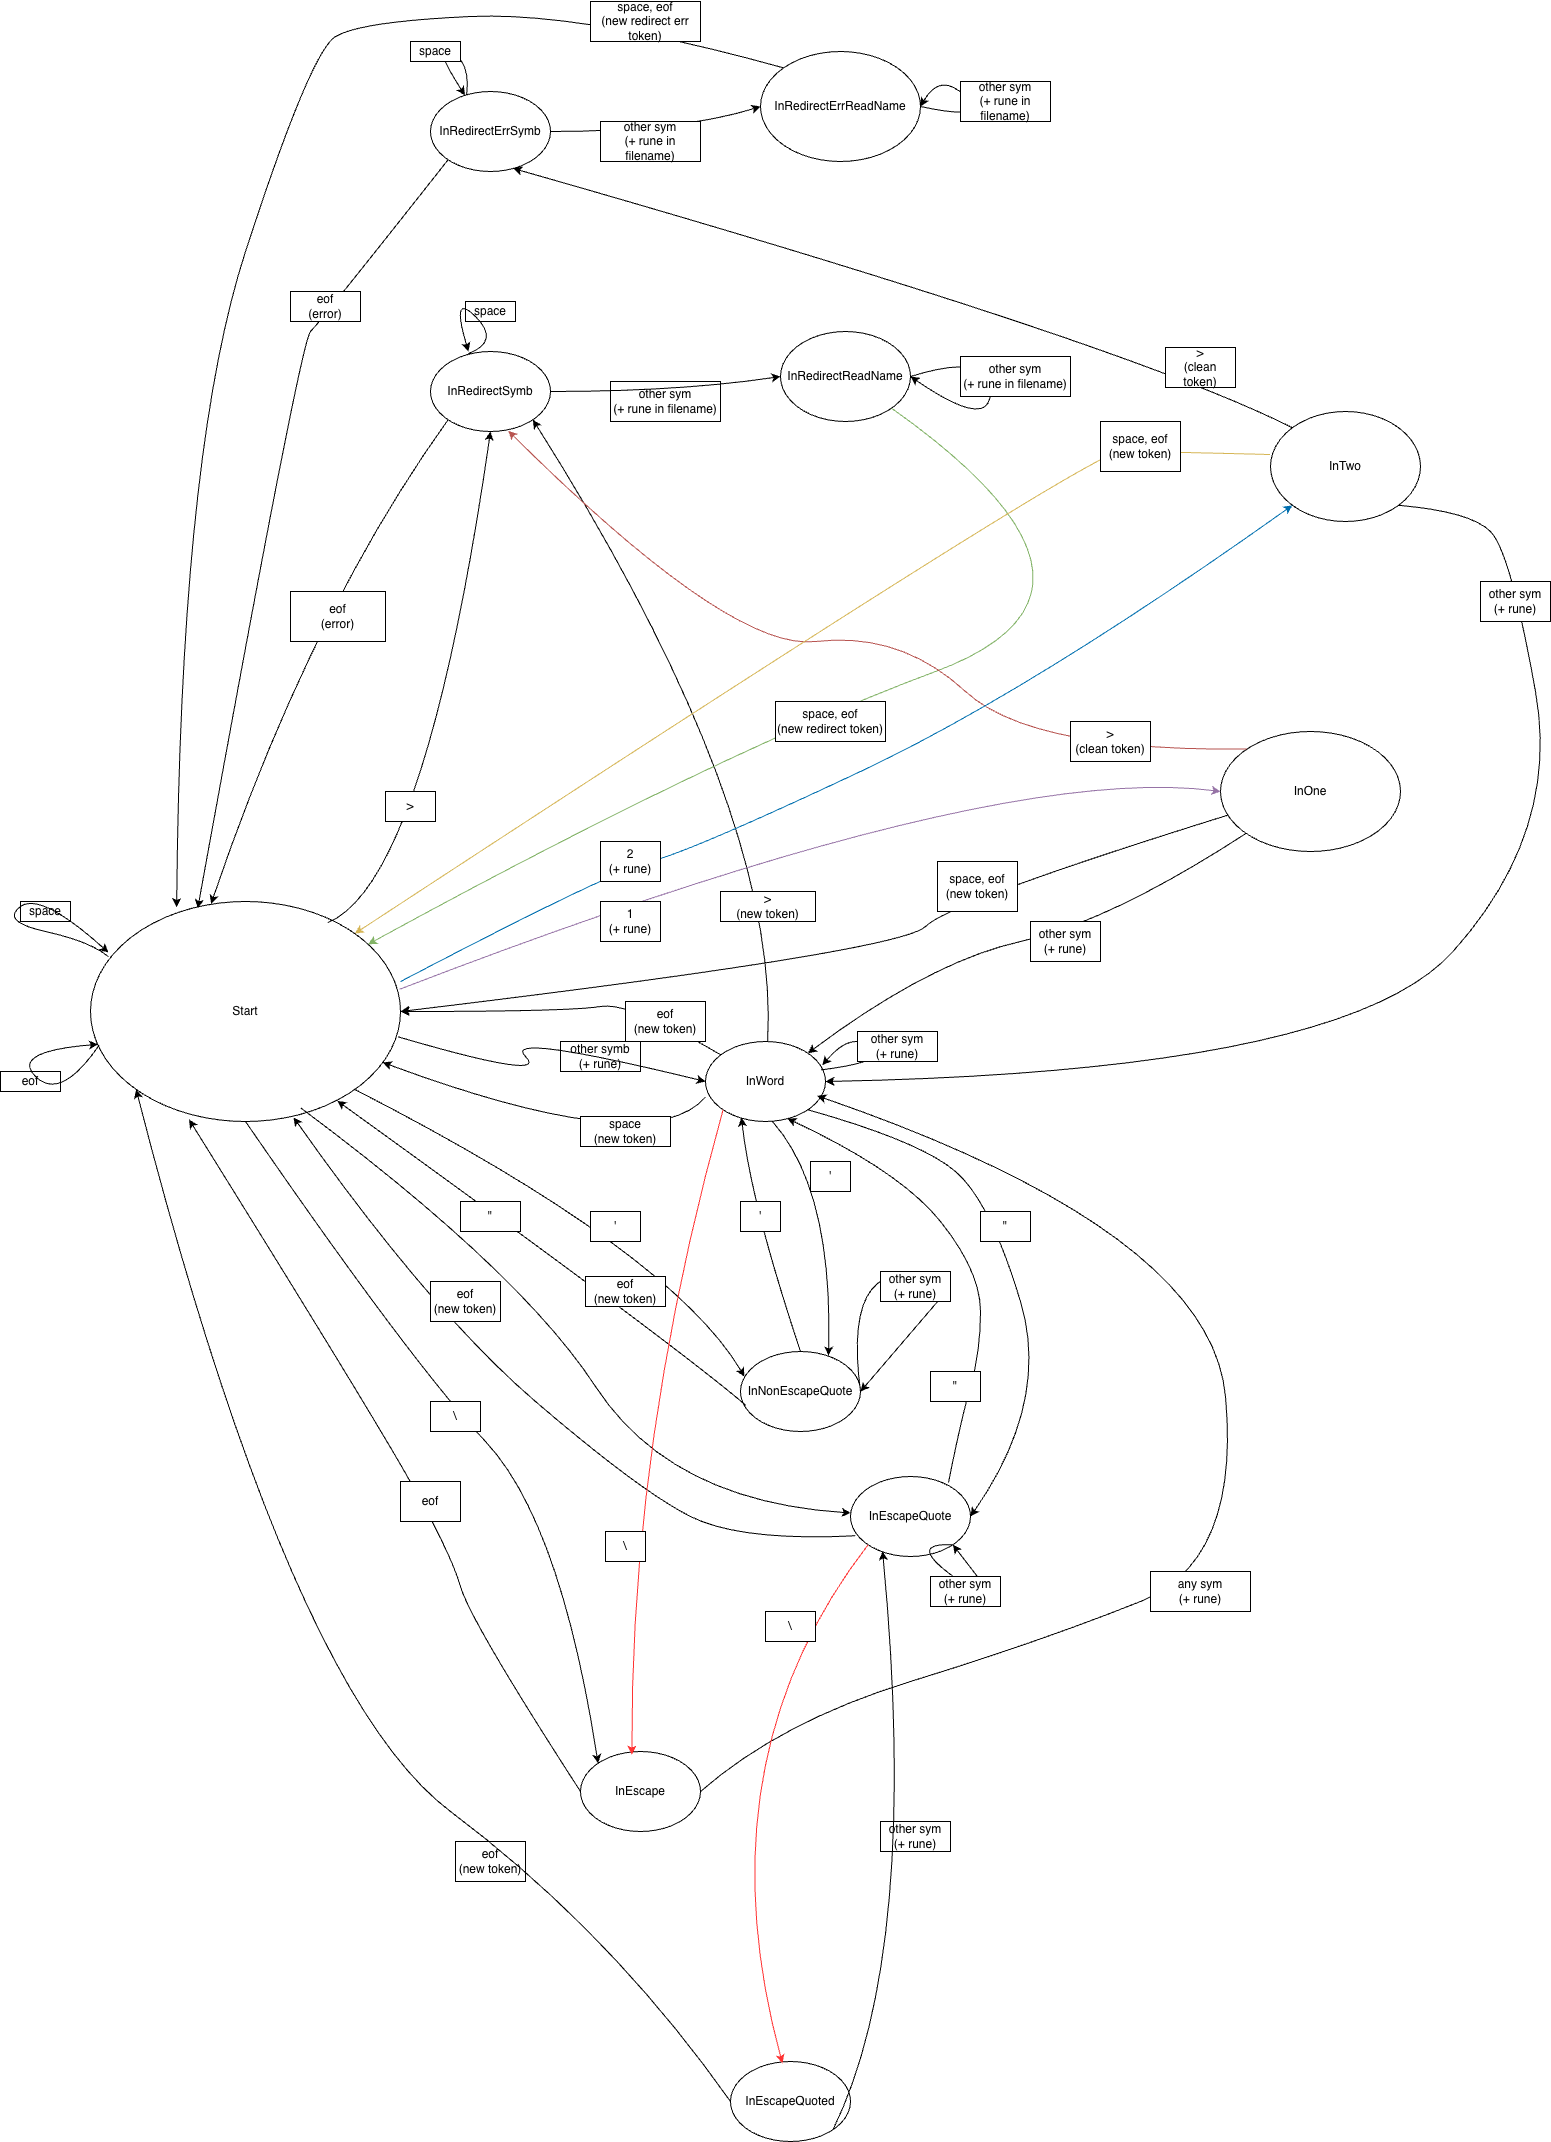 space, eof
(new redirect err
token)
space
other sym
(+ rune in
filename)
InRedirectErrReadName
InRedirectErrSymb
other sym
(+ rune in
filename)
eof
(error)
space
>
(clean
token)
InRedirectReadName
other sym
(+ rune in filename)
InRedirectSymb
other sym
(+ rune in filename)
space, eof
(new token)
InTwo
eof
(error)
other sym
(+ rune)
space, eof
(new redirect token)
>
(clean token)
InOne
>
2
(+ rune)
space, eof
(new token)
>
(new token)
space
1
(+ rune)
other sym
(+ rune)
Start
eof
(new token)
other symb
(+ rune)
other sym
(+ rune)
eof
InWord
space
(new token)
'
"
'
'
"
eof
(new token)
eof
(new token)
other sym
(+ rune)
InNonEscapeQuote
"
\
eof
InEscapeQuote
\
other sym
(+ rune)
any sym
(+ rune)
\
InEscape
other sym
(+ rune)
eof
(new token)
InEscapeQuoted